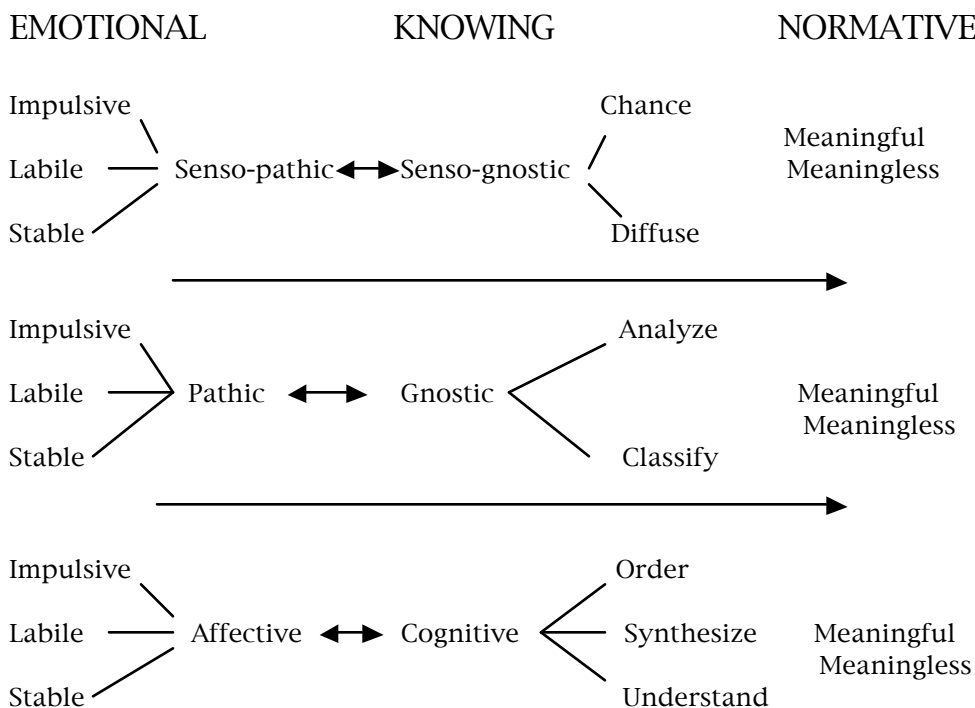 EMOTIONAL KNOWING NORMATIVE
Impulsive Chance
Meaningful
Labile Senso-pathic Senso-gnostic Meaningless
Stable Diffuse
Impulsive Analyze
Labile Pathic Gnostic Meaningful
Meaningless
Stable Classify
Impulsive Order
Labile Affective Cognitive Synthesize Meaningful
Meaningless
Stable Understand